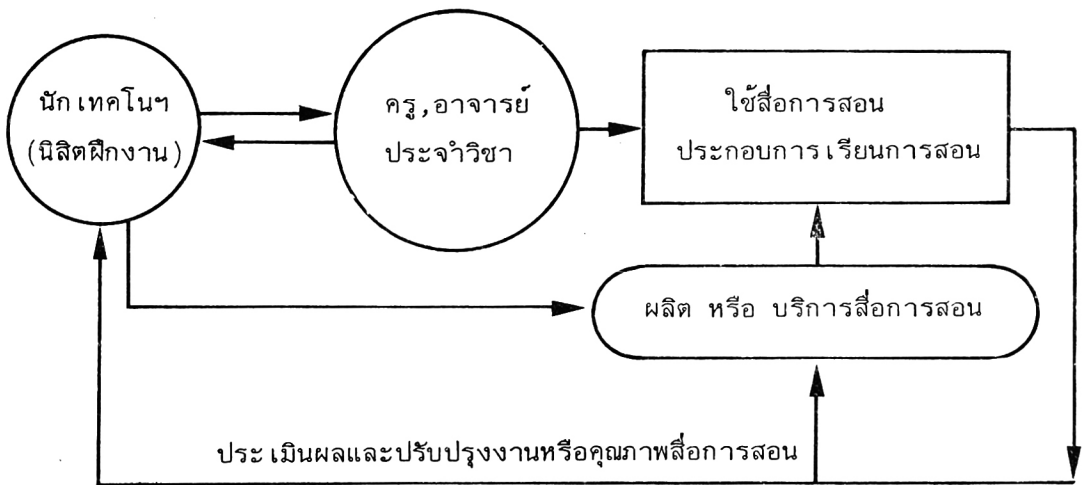 นักเทคโนฯ
(นิสิตฝึกงาน)
ครู,อาจารย์
ประจำวิชา
ใช้สื่อการสอน
ประกอบการเรียนการสอน
ผลิต หรือ บริการสื่อการสอน
ประเมินผลและปรับปรุงงานหรือคุณภาพสื่อการสอน